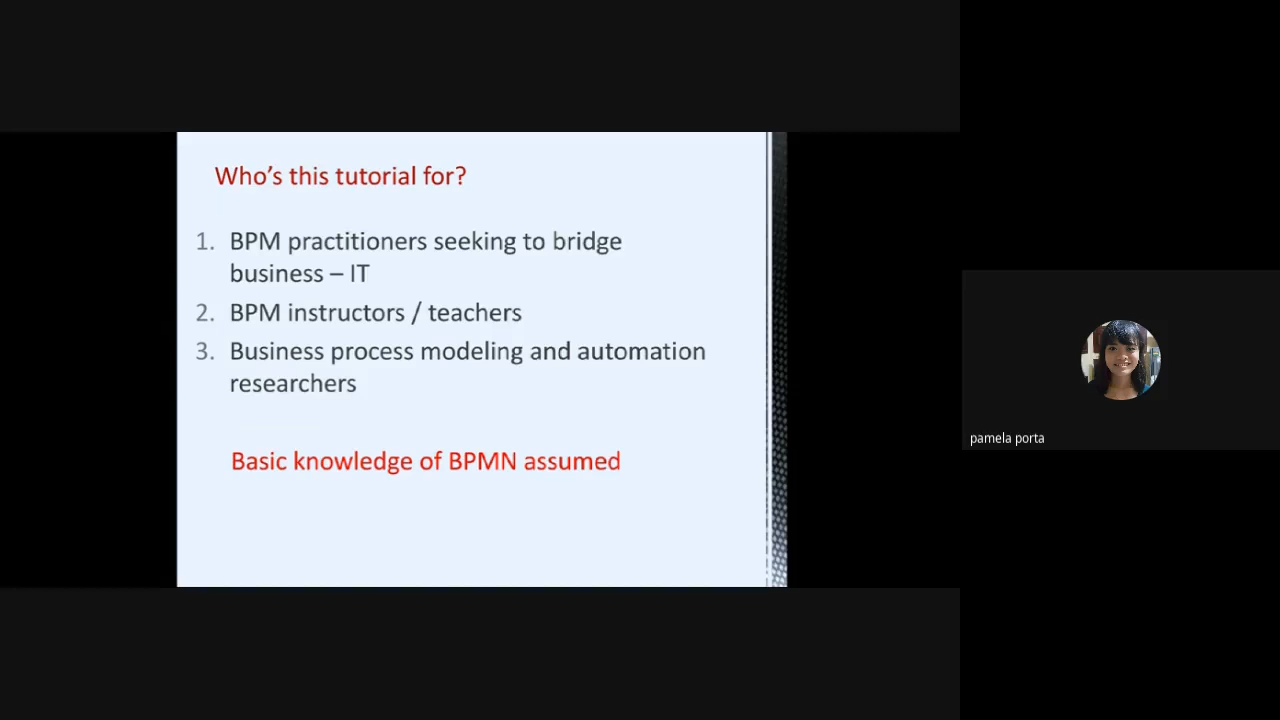 Who's this tutorial for?
1. BPM practitioners seeking to bridge
business – IT
2. BPM instructors / teachers
3. Business process modeling and automation
researchers
Basic knowledge of BPMN assumed
pamela porta